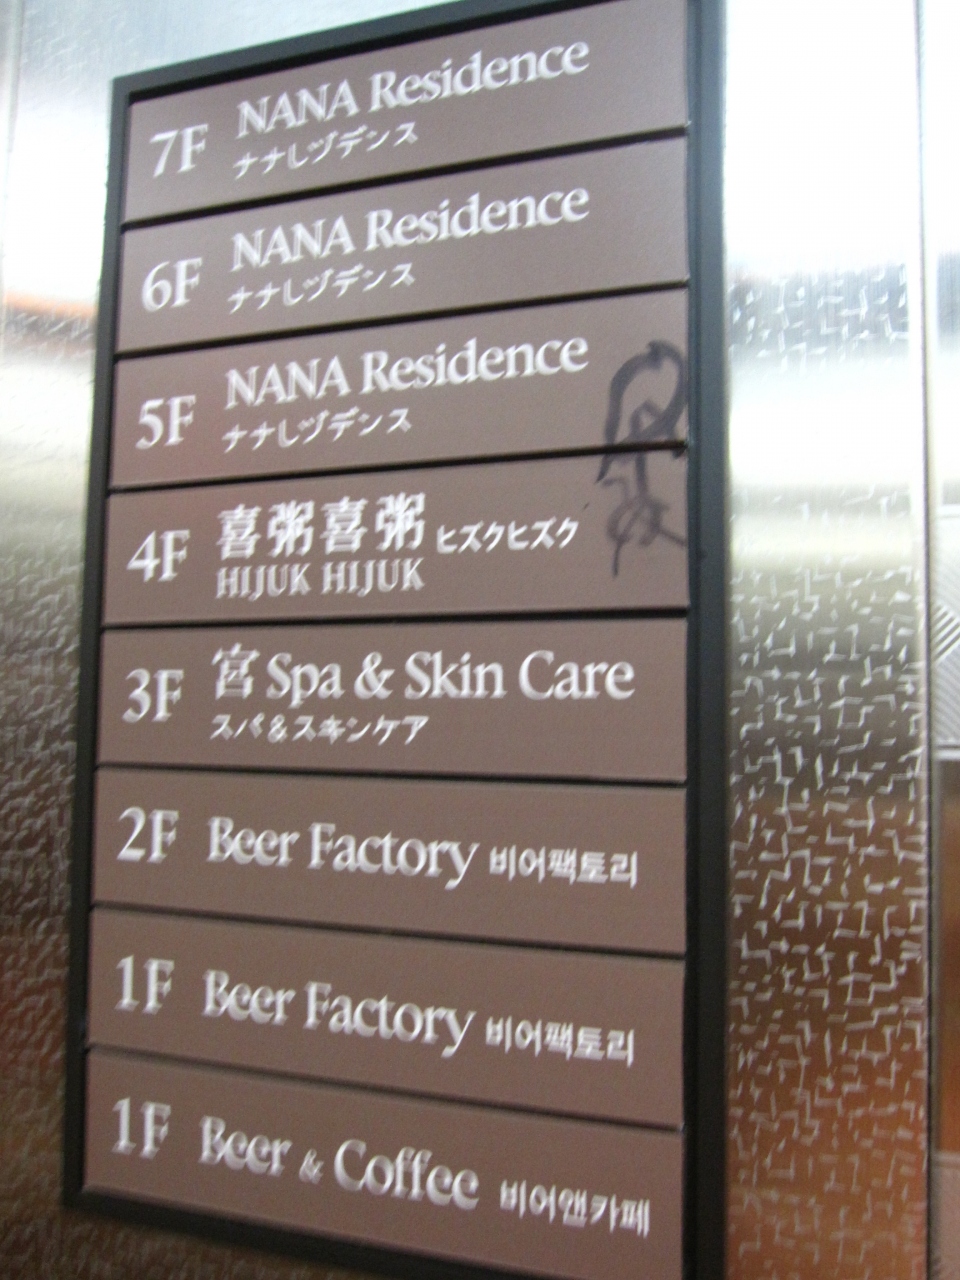 7F NANA Residence
ナナレヅデンス
6F NANA Residence
ナナレヅデンス
5F NANA Residence
ナナレヅデンス
4F 喜粥喜粥 ヒズクヒズク
HIJUK HIJUK
3F 宮 Spa & Skin Care
スパ&スキンケア
2F Beer Factory 비어팩토리
1F Beer Factory 비어팩토리
1F Beer & Coffee 비어앤카페